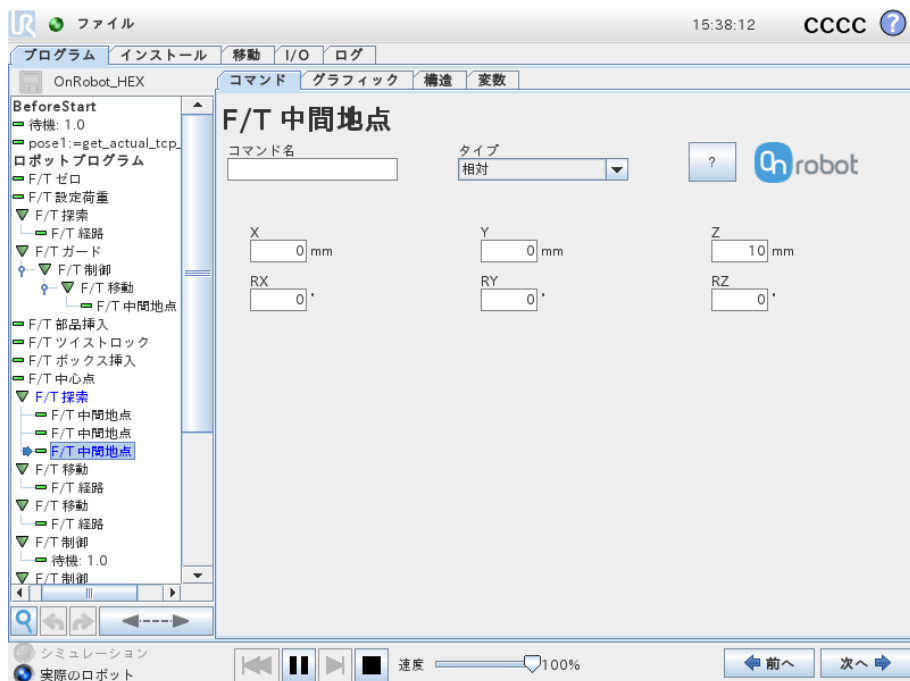 ファイル
15:38:12
CCCC
?
プログラム インストール 移動 I/O ログ
OnRobot_HEX
コマンド グラフィック 構造 変数
BeforeStart
待機: 1.0
pose1:=get_actual_tcp_
ロボットプログラム
F/T ゼロ
F/T 設定荷重
F/T 探索
F/T 経路
F/T ガード
F/T 制御
F/T 移動
F/T 中間地点
F/T 部品挿入
F/T ツイストロック
F/T ボックス挿入
F/T 中心点
F/T 探索
F/T 中間地点
F/T 中間地点
F/T 中間地点
F/T 移動
F/T 経路
F/T 移動
F/T 経路
F/T 制御
待機: 1.0
F/T 制御
F/T 中間地点
コマンド名
タイプ
相対
?
On robot
X
0 mm
Y
0 mm
Z
10 mm
RX
0 °
RY
0 °
RZ
0 °
シミュレーション
実際のロボット
速度 100%
前へ
次へ